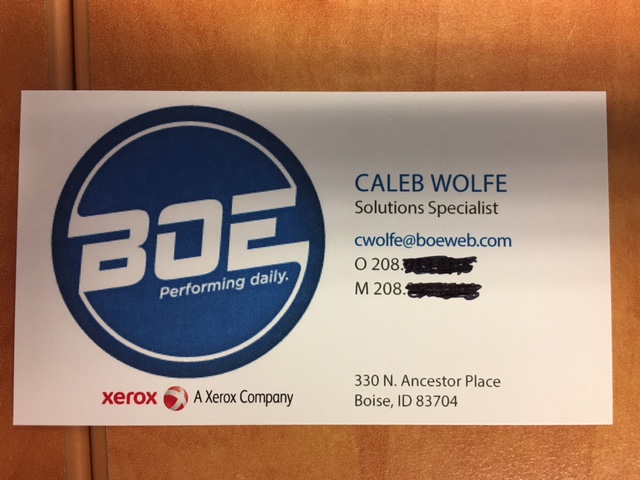 BOE
Performing daily.
xerox A Xerox Company
CALEB WOLFE
Solutions Specialist
cwolfe@boeweb.com
O 208.
M 208.
330 N. Ancestor Place
Boise, ID 83704